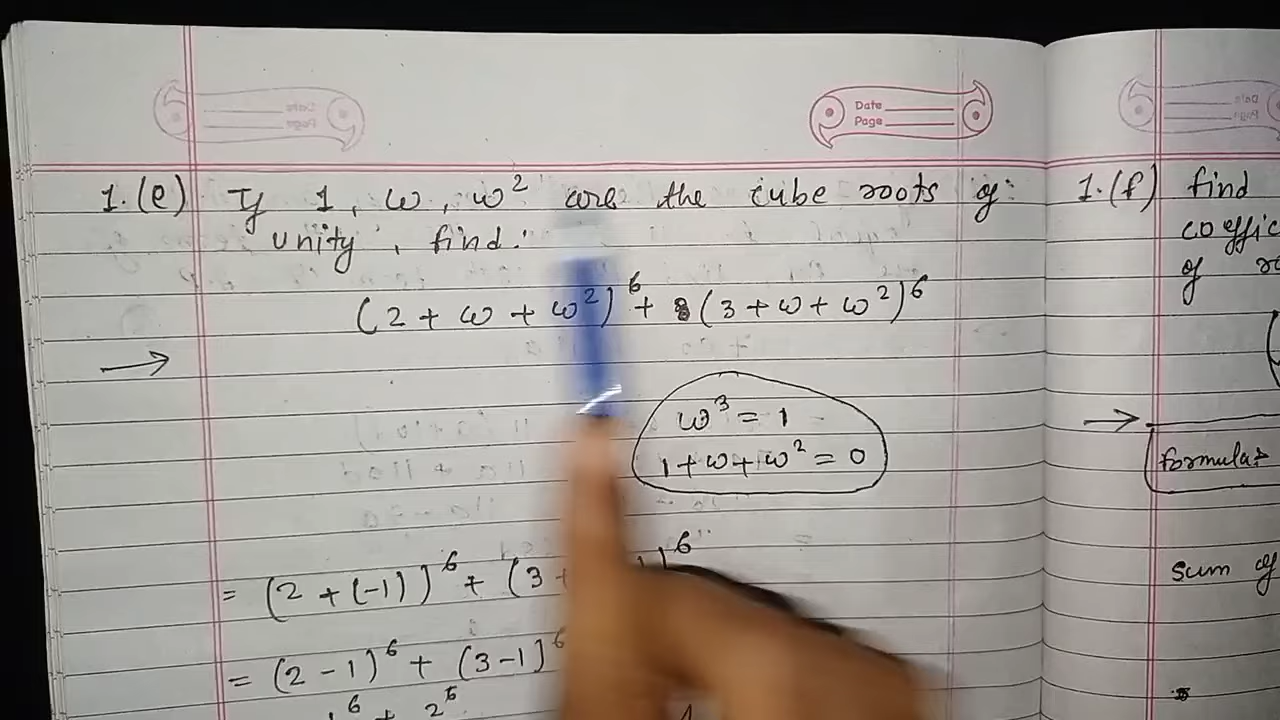 Date
Page
1.(e) If 1, ω, ω² are the cube roots of:
unity, find:
(2 + ω + ω²)⁶ + (3 + ω + ω²)⁶
ω³ = 1
1 + ω + ω² = 0
= (2 + (-1))⁶ + (3 +
= (2 - 1)⁶ + (3 - 1)⁶
1.(f) find
coeffic
of
formula:
sum of